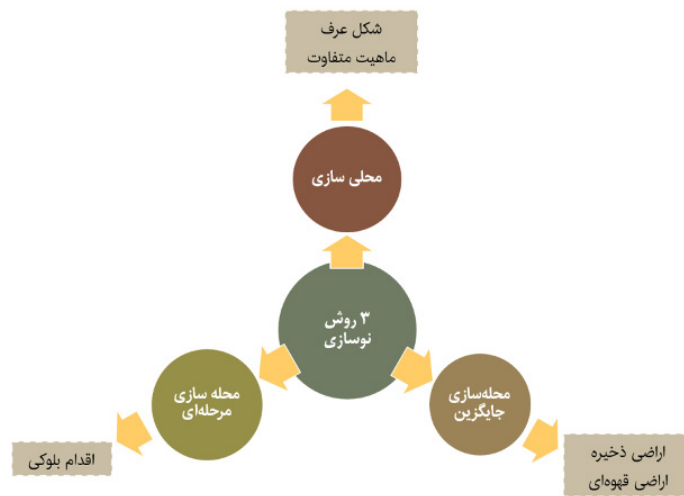 شکل عرف
ماهیت متفاوت
محلی سازی
۳ روش
نوسازی
محله سازی
مرحله‌ای
محله‌سازی
جایگزین
اقدام بلوکی
اراضی ذخیره
اراضی قهوه‌ای